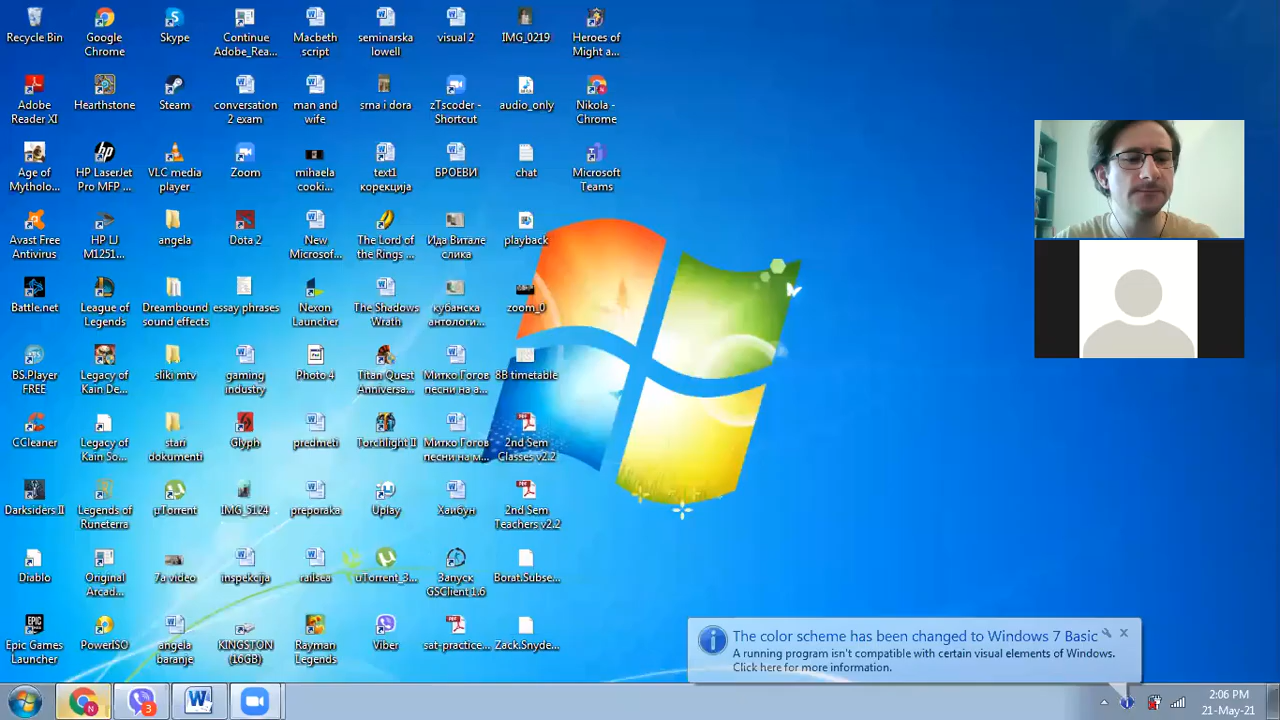 Recycle Bin
Google
Chrome
Skype
Continue
Adobe_Rea...
Macbeth
script
seminarska
lowell
visual 2
IMG_0219
Heroes of
Might a...
Adobe
Reader XI
Hearthstone
Steam
conversation
2 exam
man and
wife
srna i dora
zTscoder -
Shortcut
audio_only
Nikola -
Chrome
Age of
Mytholo...
HP LaserJet
Pro MFP ...
VLC media
player
Zoom
mihaela
cooki...
text1
корекција
БРОЕВИ
chat
Microsoft
Teams
Avast Free
Antivirus
HP LJ
M1251...
angela
Dota 2
New
Microsof...
The Lord of
the Rings ...
Ида Витале
слика
playback
Battle.net
League of
Legends
Dreambound
sound effects
essay phrases
Nexon
Launcher
The Shadows
Wrath
кубанска
антологи...
zoom_0
BS.Player
FREE
Legacy of
Kain De...
sliki mtv
gaming
industry
Photo 4
Titan Quest
Anniversa...
Митко Гогов
песни на а...
8B timetable
CCleaner
Legacy of
Kain So...
stari
dokumenti
Glyph
predmeti
Torchlight II
Митко Гогов
песни на м...
2nd Sem
Classes v2.2
Darksiders II
Legends of
Runeterra
µTorrent
IMG_5124
preporaka
Uplay
Хаибун
2nd Sem
Teachers v2.2
Diablo
Original
Arcad...
7a video
inspekcija
railsea
uTorrent_3...
Запуск
GSClient 1.6
Borat.Subse...
Epic Games
Launcher
PowerISO
angela
baranje
KINGSTON
(16GB)
Rayman
Legends
Viber
sat-practice...
Zack.Snyde...
The color scheme has been changed to Windows 7 Basic
A running program isn't compatible with certain visual elements of Windows.
Click here for more information.
3
2:06 PM
21-May-21